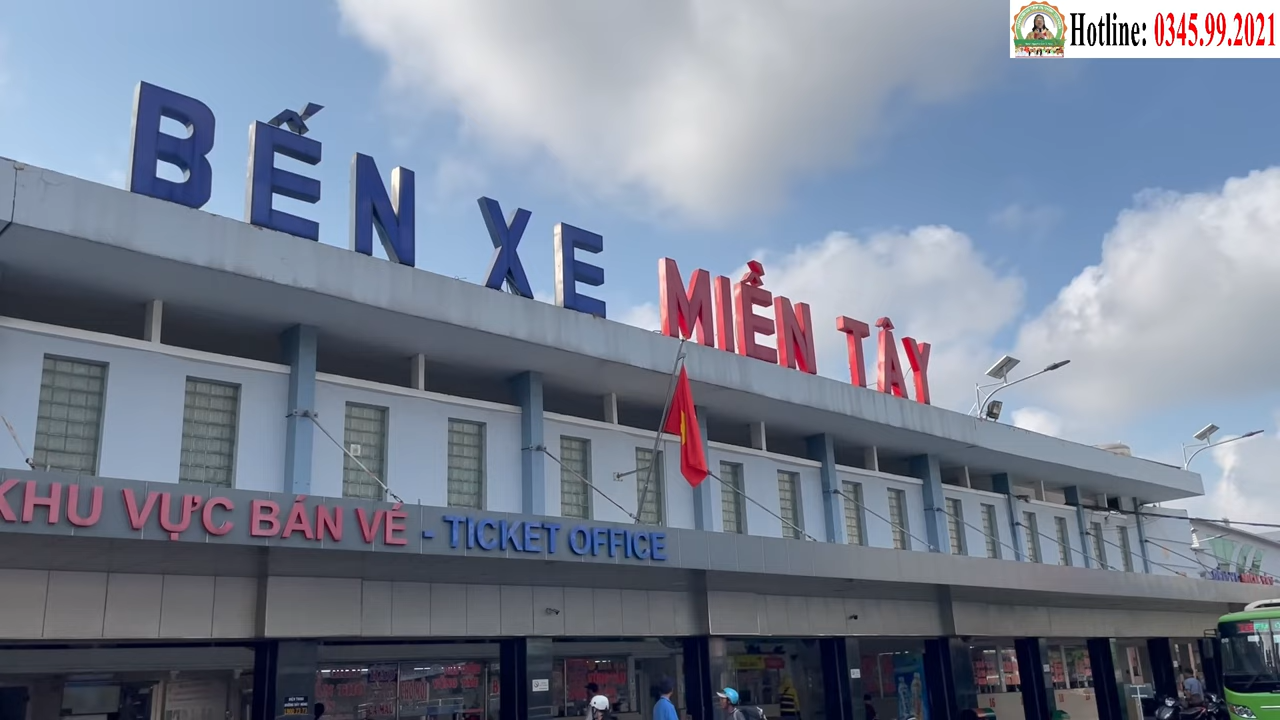 Hotline: 0345.99.2021
BẾN XE MIỀN TÂY
KHU VỰC BÁN VÉ - TICKET OFFICE